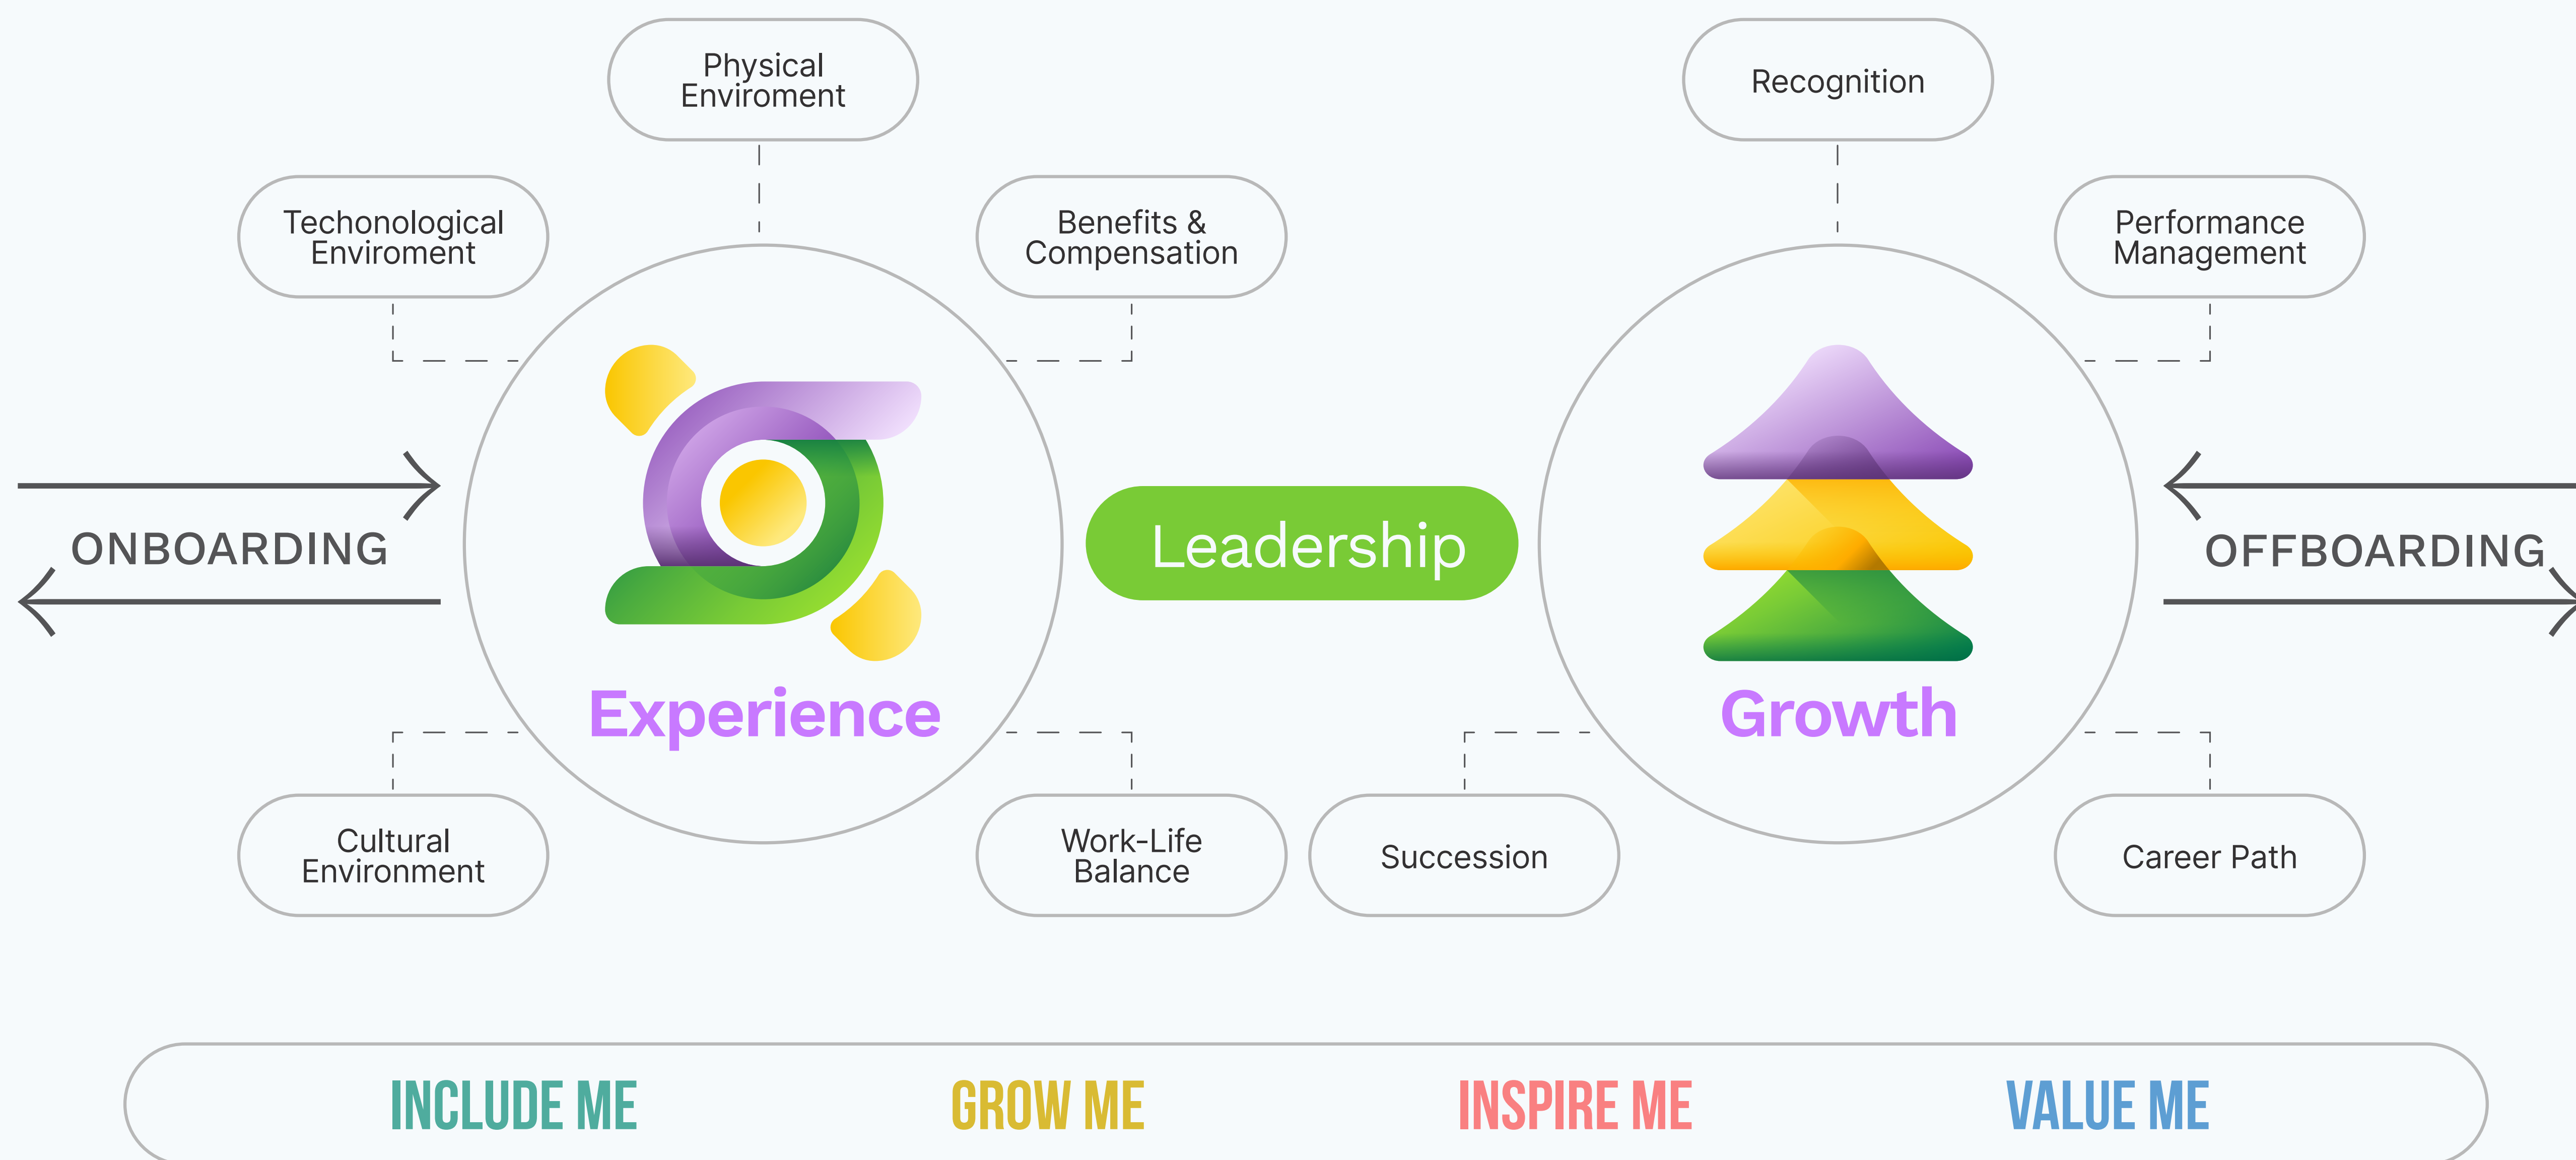 Physical
Enviroment
Recognition
Techonological
Enviroment
Benefits &
Compensation
Performance
Management
ONBOARDING
Leadership
OFFBOARDING
Experience
Growth
Cultural
Environment
Work-Life
Balance
Succession
Career Path
INCLUDE ME
GROW ME
INSPIRE ME
VALUE ME